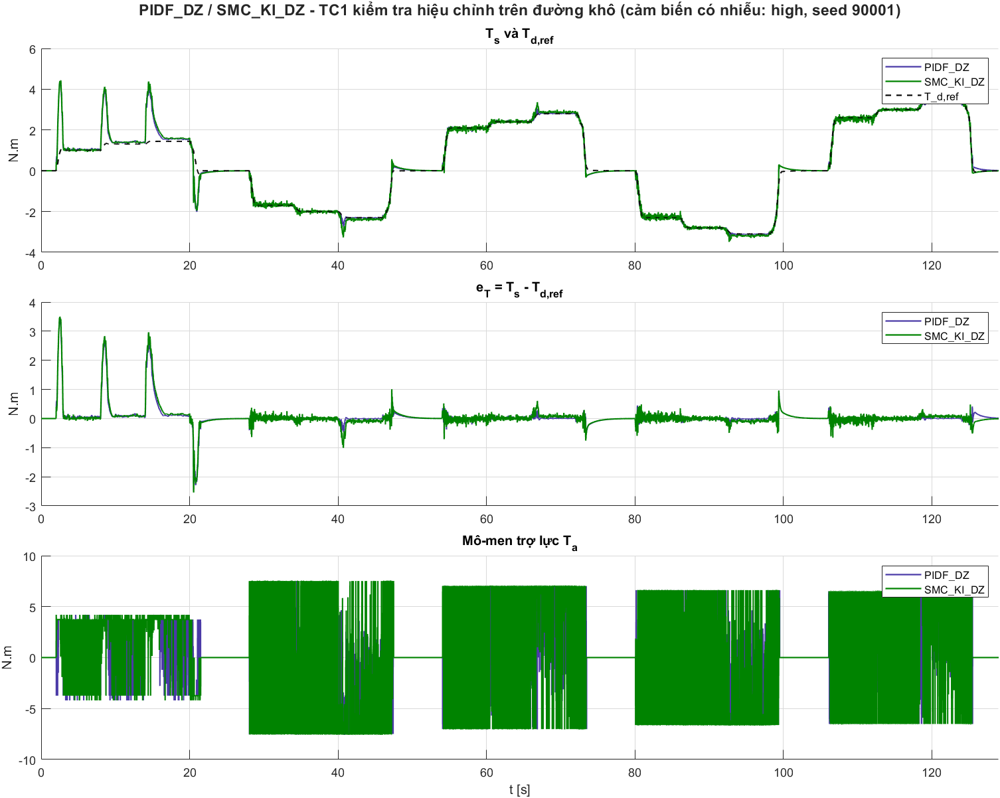 PIDF_DZ / SMC_KI_DZ - TC1 kiểm tra hiệu chỉnh trên đường khô (cảm biến có nhiễu: high, seed 90001)
T_s và T_d,ref
6
4
2
0
-2
-4
N.m
0 20 40 60 80 100 120
PIDF_DZ
SMC_KI_DZ
T_d,ref
e_T = T_s - T_d,ref
4
3
2
1
0
-1
-2
-3
N.m
0 20 40 60 80 100 120
PIDF_DZ
SMC_KI_DZ
Mô-men trợ lực T_a
10
5
0
-5
-10
N.m
0 20 40 60 80 100 120
PIDF_DZ
SMC_KI_DZ
t [s]